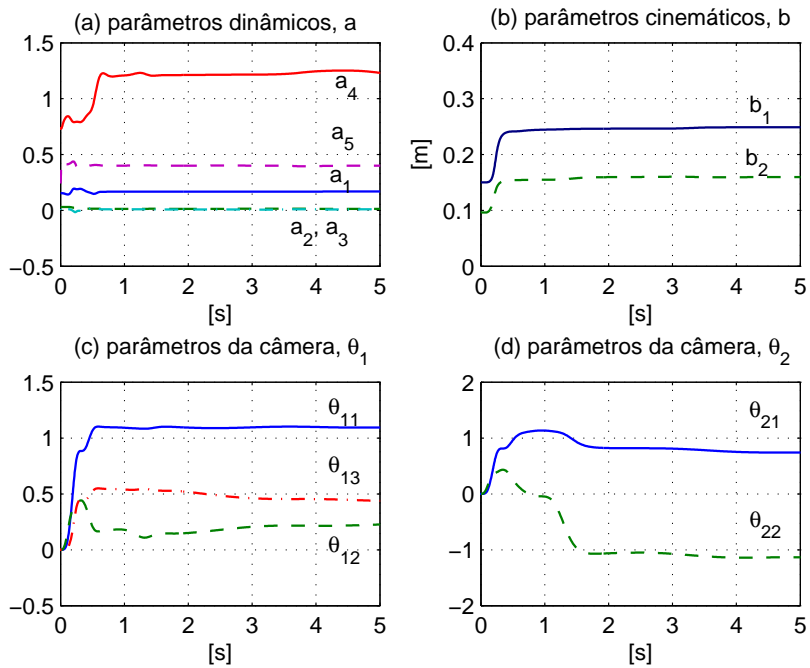 (a) parâmetros dinâmicos, a
1.5
1
0.5
0
−0.5
0 1 2 3 4 5
[s]
a4
a5
a1
a2, a3
(b) parâmetros cinemáticos, b
0.4
0.3
0.2
0.1
0
[m]
0 1 2 3 4 5
[s]
b1
b2
(c) parâmetros da câmera, θ1
1.5
1
0.5
0
−0.5
0 1 2 3 4 5
[s]
θ11
θ13
θ12
(d) parâmetros da câmera, θ2
2
1
0
−1
−2
0 1 2 3 4 5
[s]
θ21
θ22